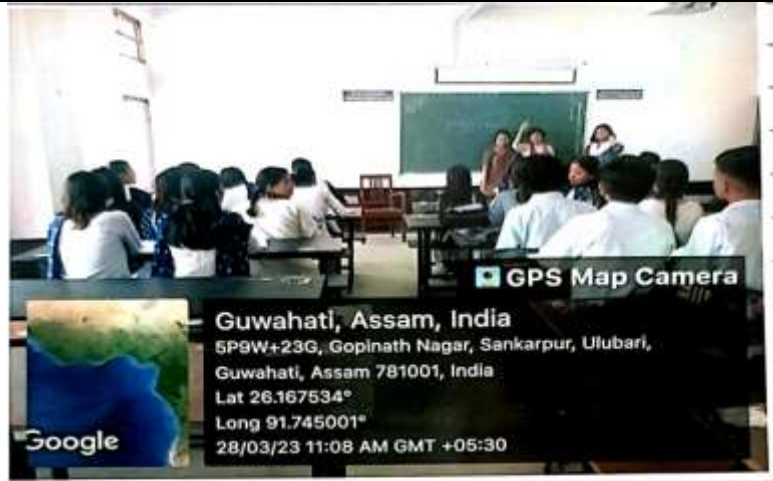 GPS Map Camera
Guwahati, Assam, India
5P9W+23G, Gopinath Nagar, Sankarpur, Ulubari,
Guwahati, Assam 781001, India
Lat 26.167534°
Long 91.745001°
28/03/23 11:08 AM GMT +05:30
Google